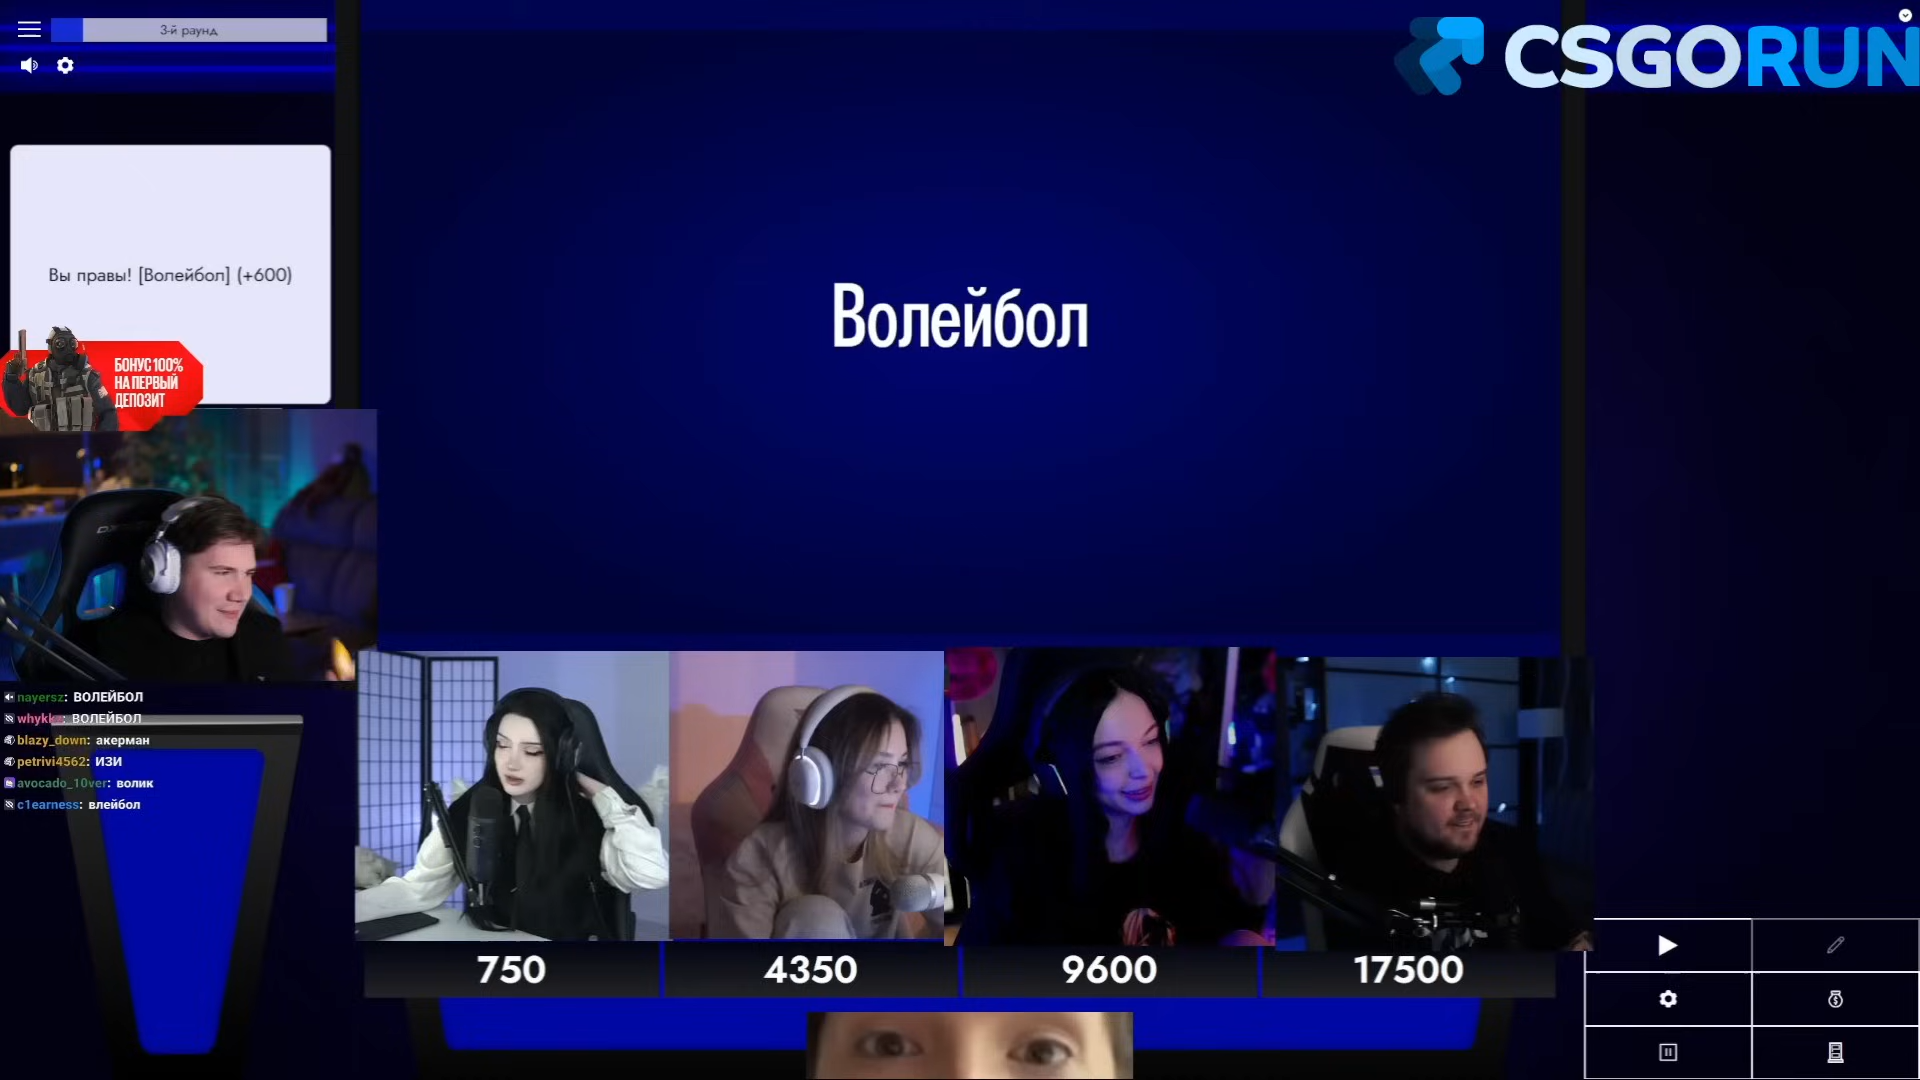 3-й раунд
CSGORUN
Вы правы! [Волейбол] (+600)
Волейбол
БОНУС 100%
НА ПЕРВЫЙ
ДЕПОЗИТ
nayersz: ВОЛЕЙБОЛ
ВОЛЕЙБОЛ
blazy_down: акерман
petrivi4562: ИЗИ
avocado_10ver: волик
c1earness: влейбол
750
4350
9600
17500